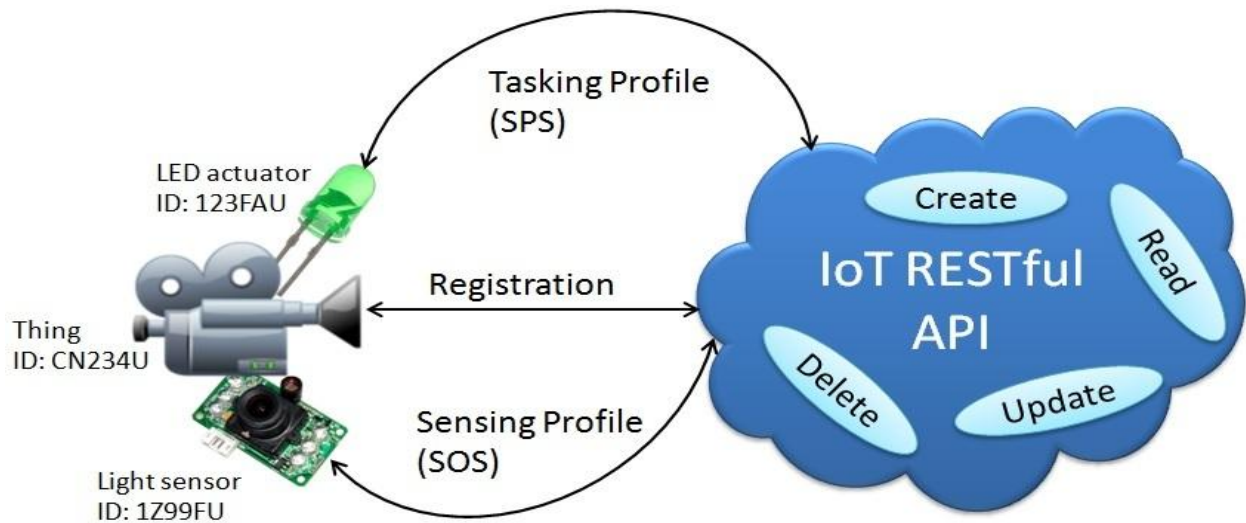 Tasking Profile
(SPS)
LED actuator
ID: 123FAU
Create
Read
IoT RESTful
API
Registration
Thing
ID: CN234U
Delete
Update
Sensing Profile
(SOS)
Light sensor
ID: 1Z99FU